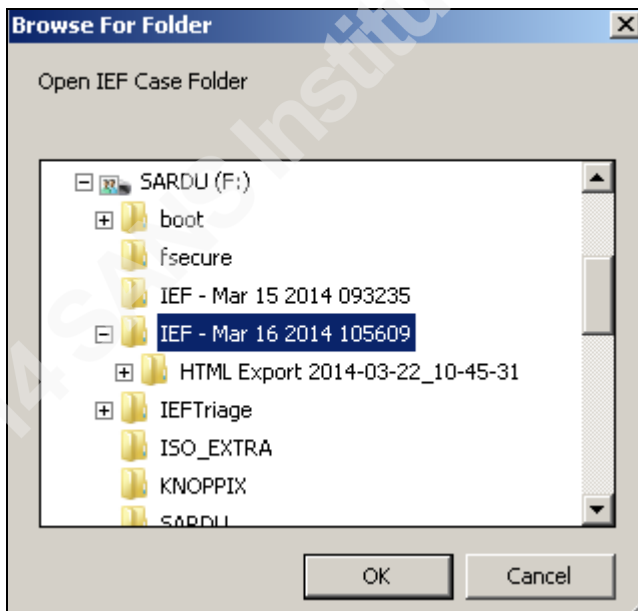 Browse For Folder
Open IEF Case Folder
SARDU (F:)
boot
fsecure
IEF - Mar 15 2014 093235
IEF - Mar 16 2014 105609
HTML Export 2014-03-22_10-45-31
IEFTriage
ISO_EXTRA
KNOPPIX
SARDU
OK
Cancel